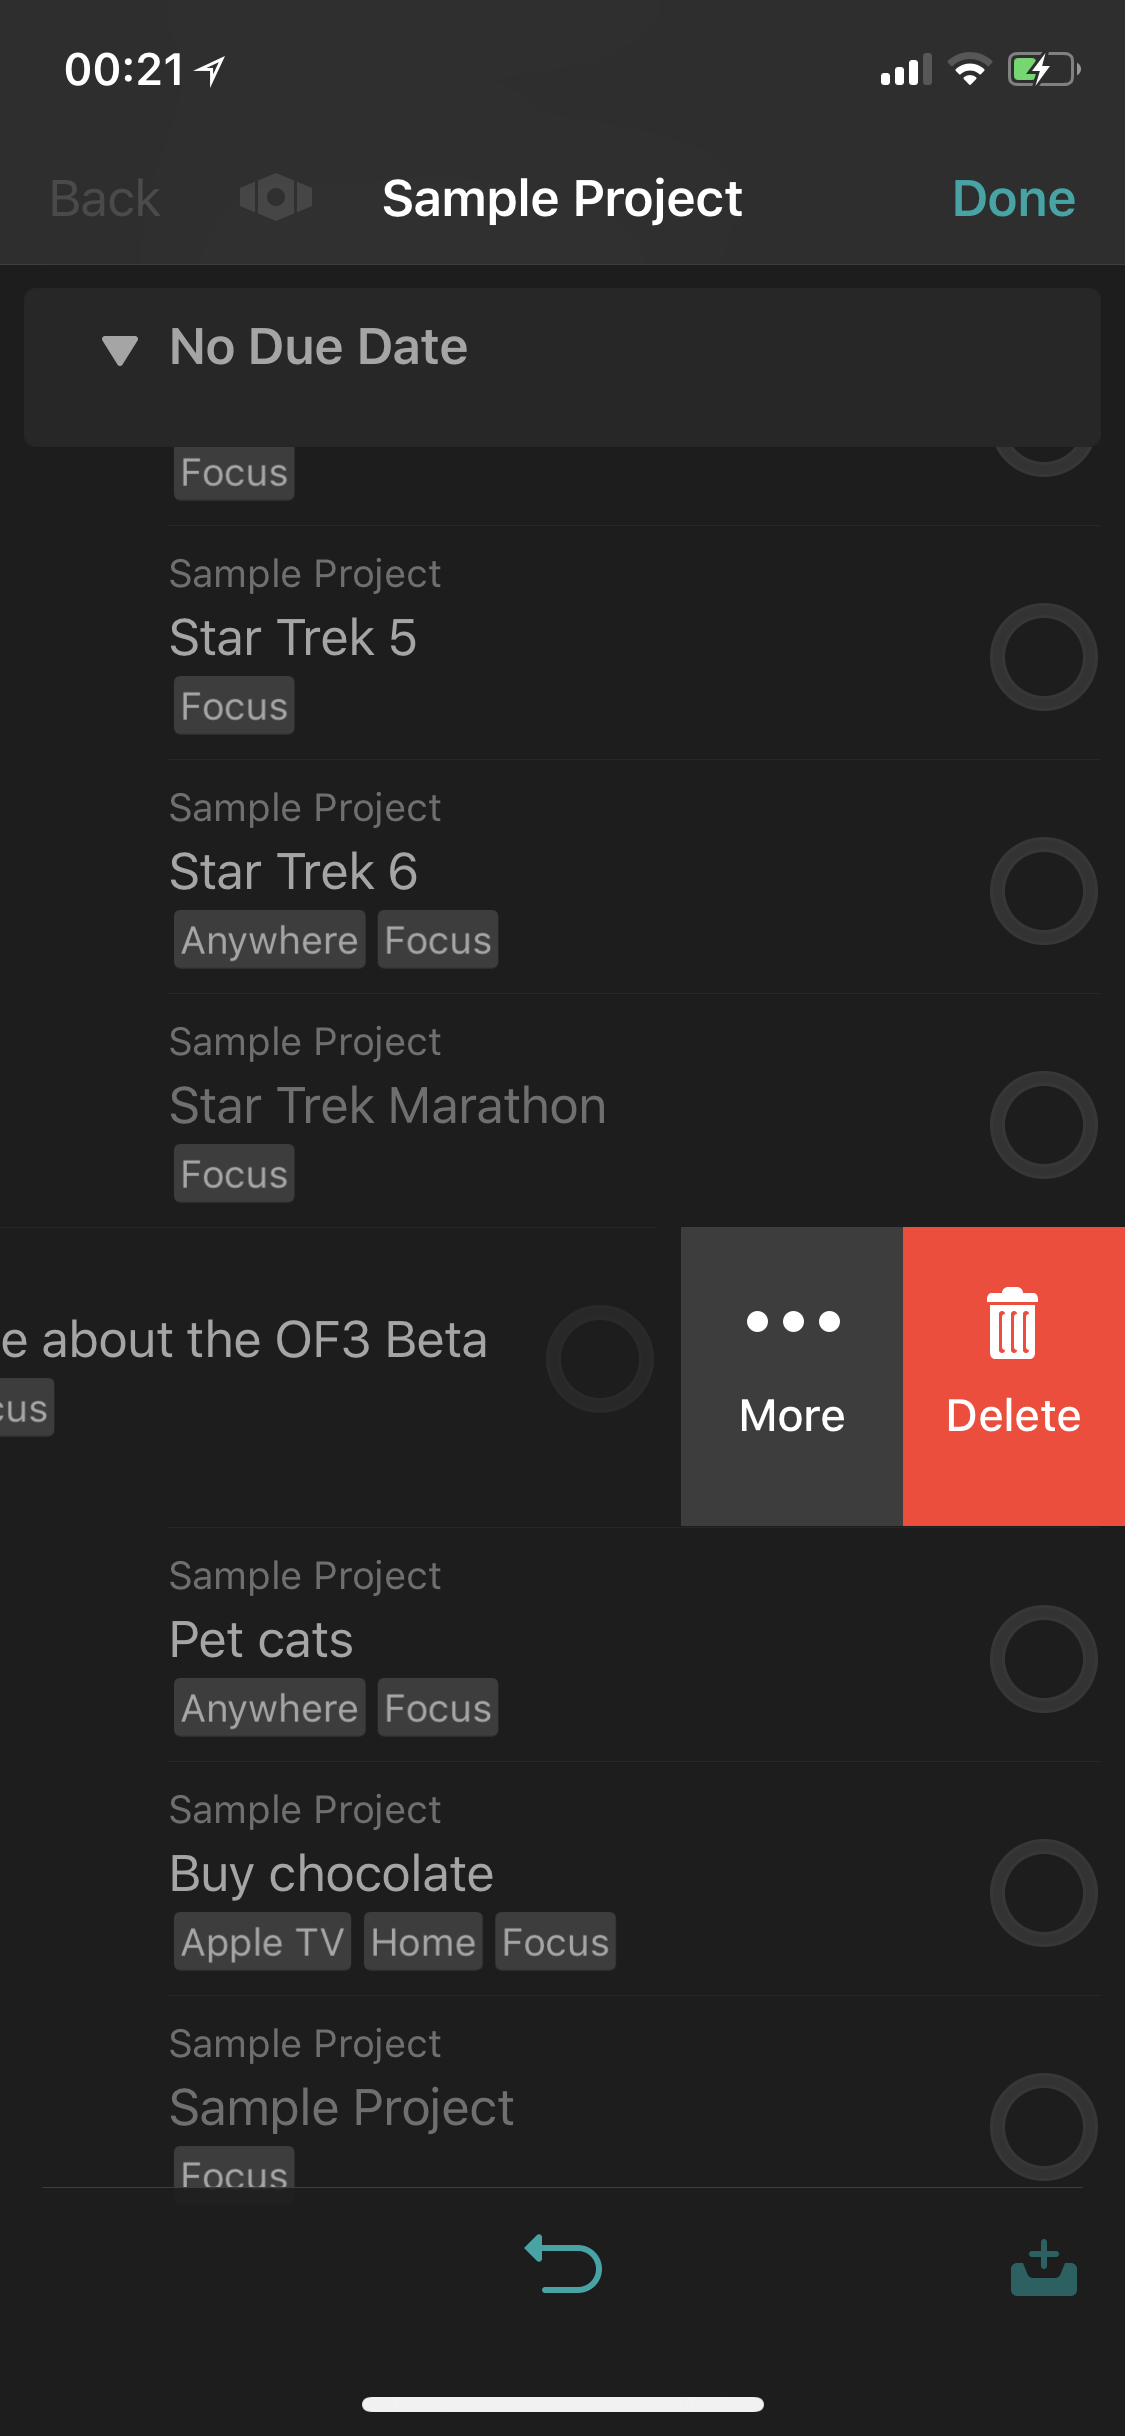 00:21
Back Sample Project Done
No Due Date
Focus
Sample Project
Star Trek 5
Focus
Sample Project
Star Trek 6
Anywhere Focus
Sample Project
Star Trek Marathon
Focus
e about the OF3 Beta
cus
More Delete
Sample Project
Pet cats
Anywhere Focus
Sample Project
Buy chocolate
Apple TV Home Focus
Sample Project
Sample Project
Focus